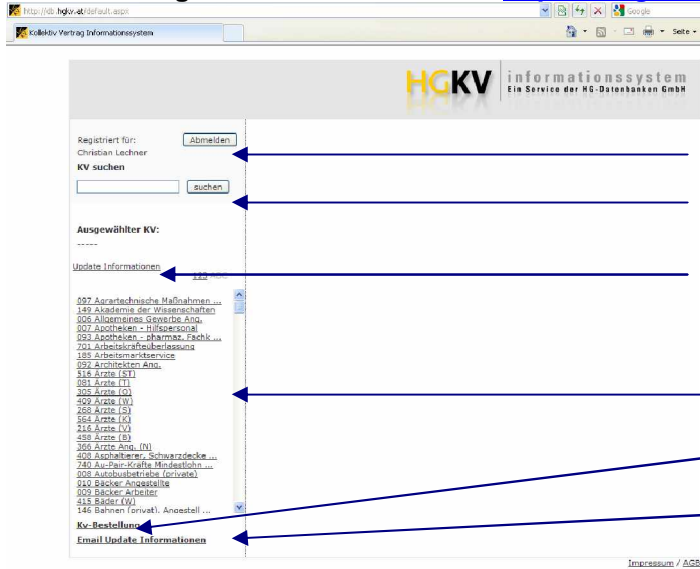 http://db.hgkv.at/default.aspx
Google
Kollektiv Vertrag Informationssystem
Seite
HGKV informationssystem
Ein Service der HG-Datenbanken GmbH
Registriert für:
Abmelden
Christian Lechner
KV suchen
suchen
Ausgewählter KV:
-----
Update Informationen
123 ABC
097 Agrartechnische Maßnahmen ...
149 Akademie der Wissenschaften
006 Allgemeines Gewerbe Ang.
007 Apotheken - Hilfspersonal
093 Apotheken - pharmaz. Fachk ...
701 Arbeitskräfteüberlassung
185 Arbeitsmarktservice
092 Architekten Ang.
516 Ärzte (ST)
081 Ärzte (T)
305 Ärzte (O)
409 Ärzte (W)
268 Ärzte (S)
564 Ärzte (K)
216 Ärzte (V)
458 Ärzte (B)
366 Ärzte Ang. (N)
408 Asphaltierer, Schwarzdecke ...
740 Au-Pair-Kräfte Mindestlohn ...
008 Autobusbetriebe (private)
010 Bäcker Angestellte
009 Bäcker Arbeiter
415 Bäder (W)
146 Bahnen (privat). Angestell ...
Kv-Bestellung
Email Update Informationen
Impressum / AGB